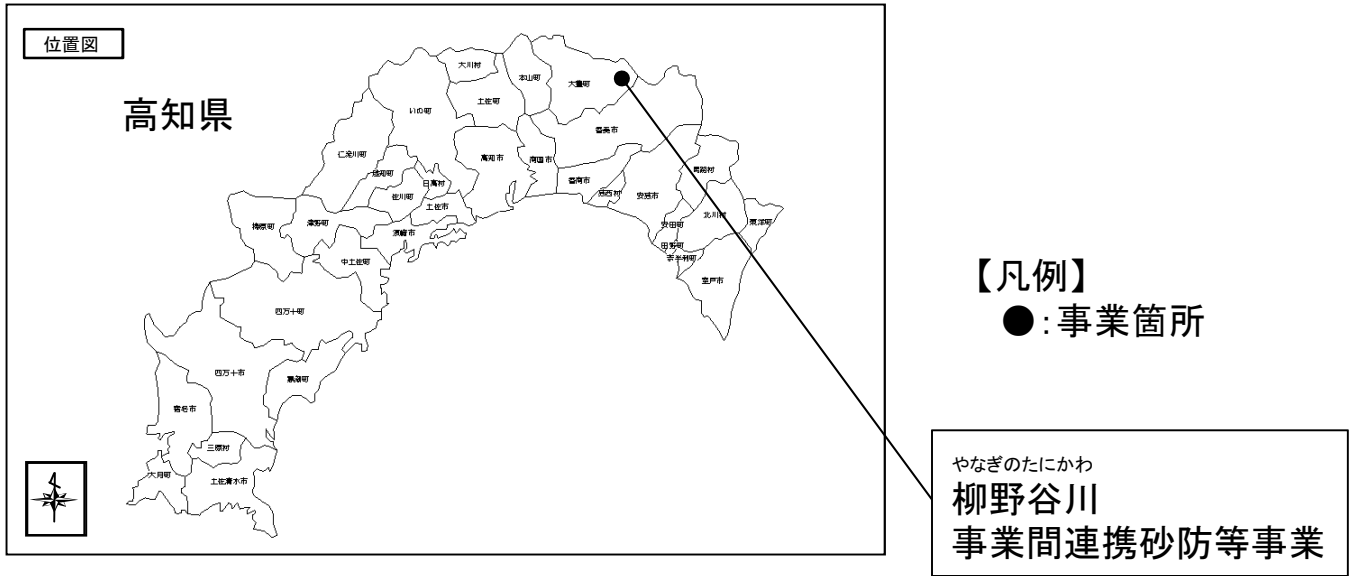 位置図
高知県
大川村
本山町
大豊町
いの町
土佐町
香美市
仁淀川町
高知市
南国市
越知町
日高村
香南市
芸西村
安芸市
馬路村
佐川町
土佐市
北川村
東洋町
梼原町
津野町
須崎市
安田町
田野町
奈半利町
中土佐町
室戸市
四万十町
四万十市
黒潮町
宿毛市
三原村
大月町
土佐清水市
【凡例】
●:事業箇所
やなぎのたにかわ
柳野谷川
事業間連携砂防等事業